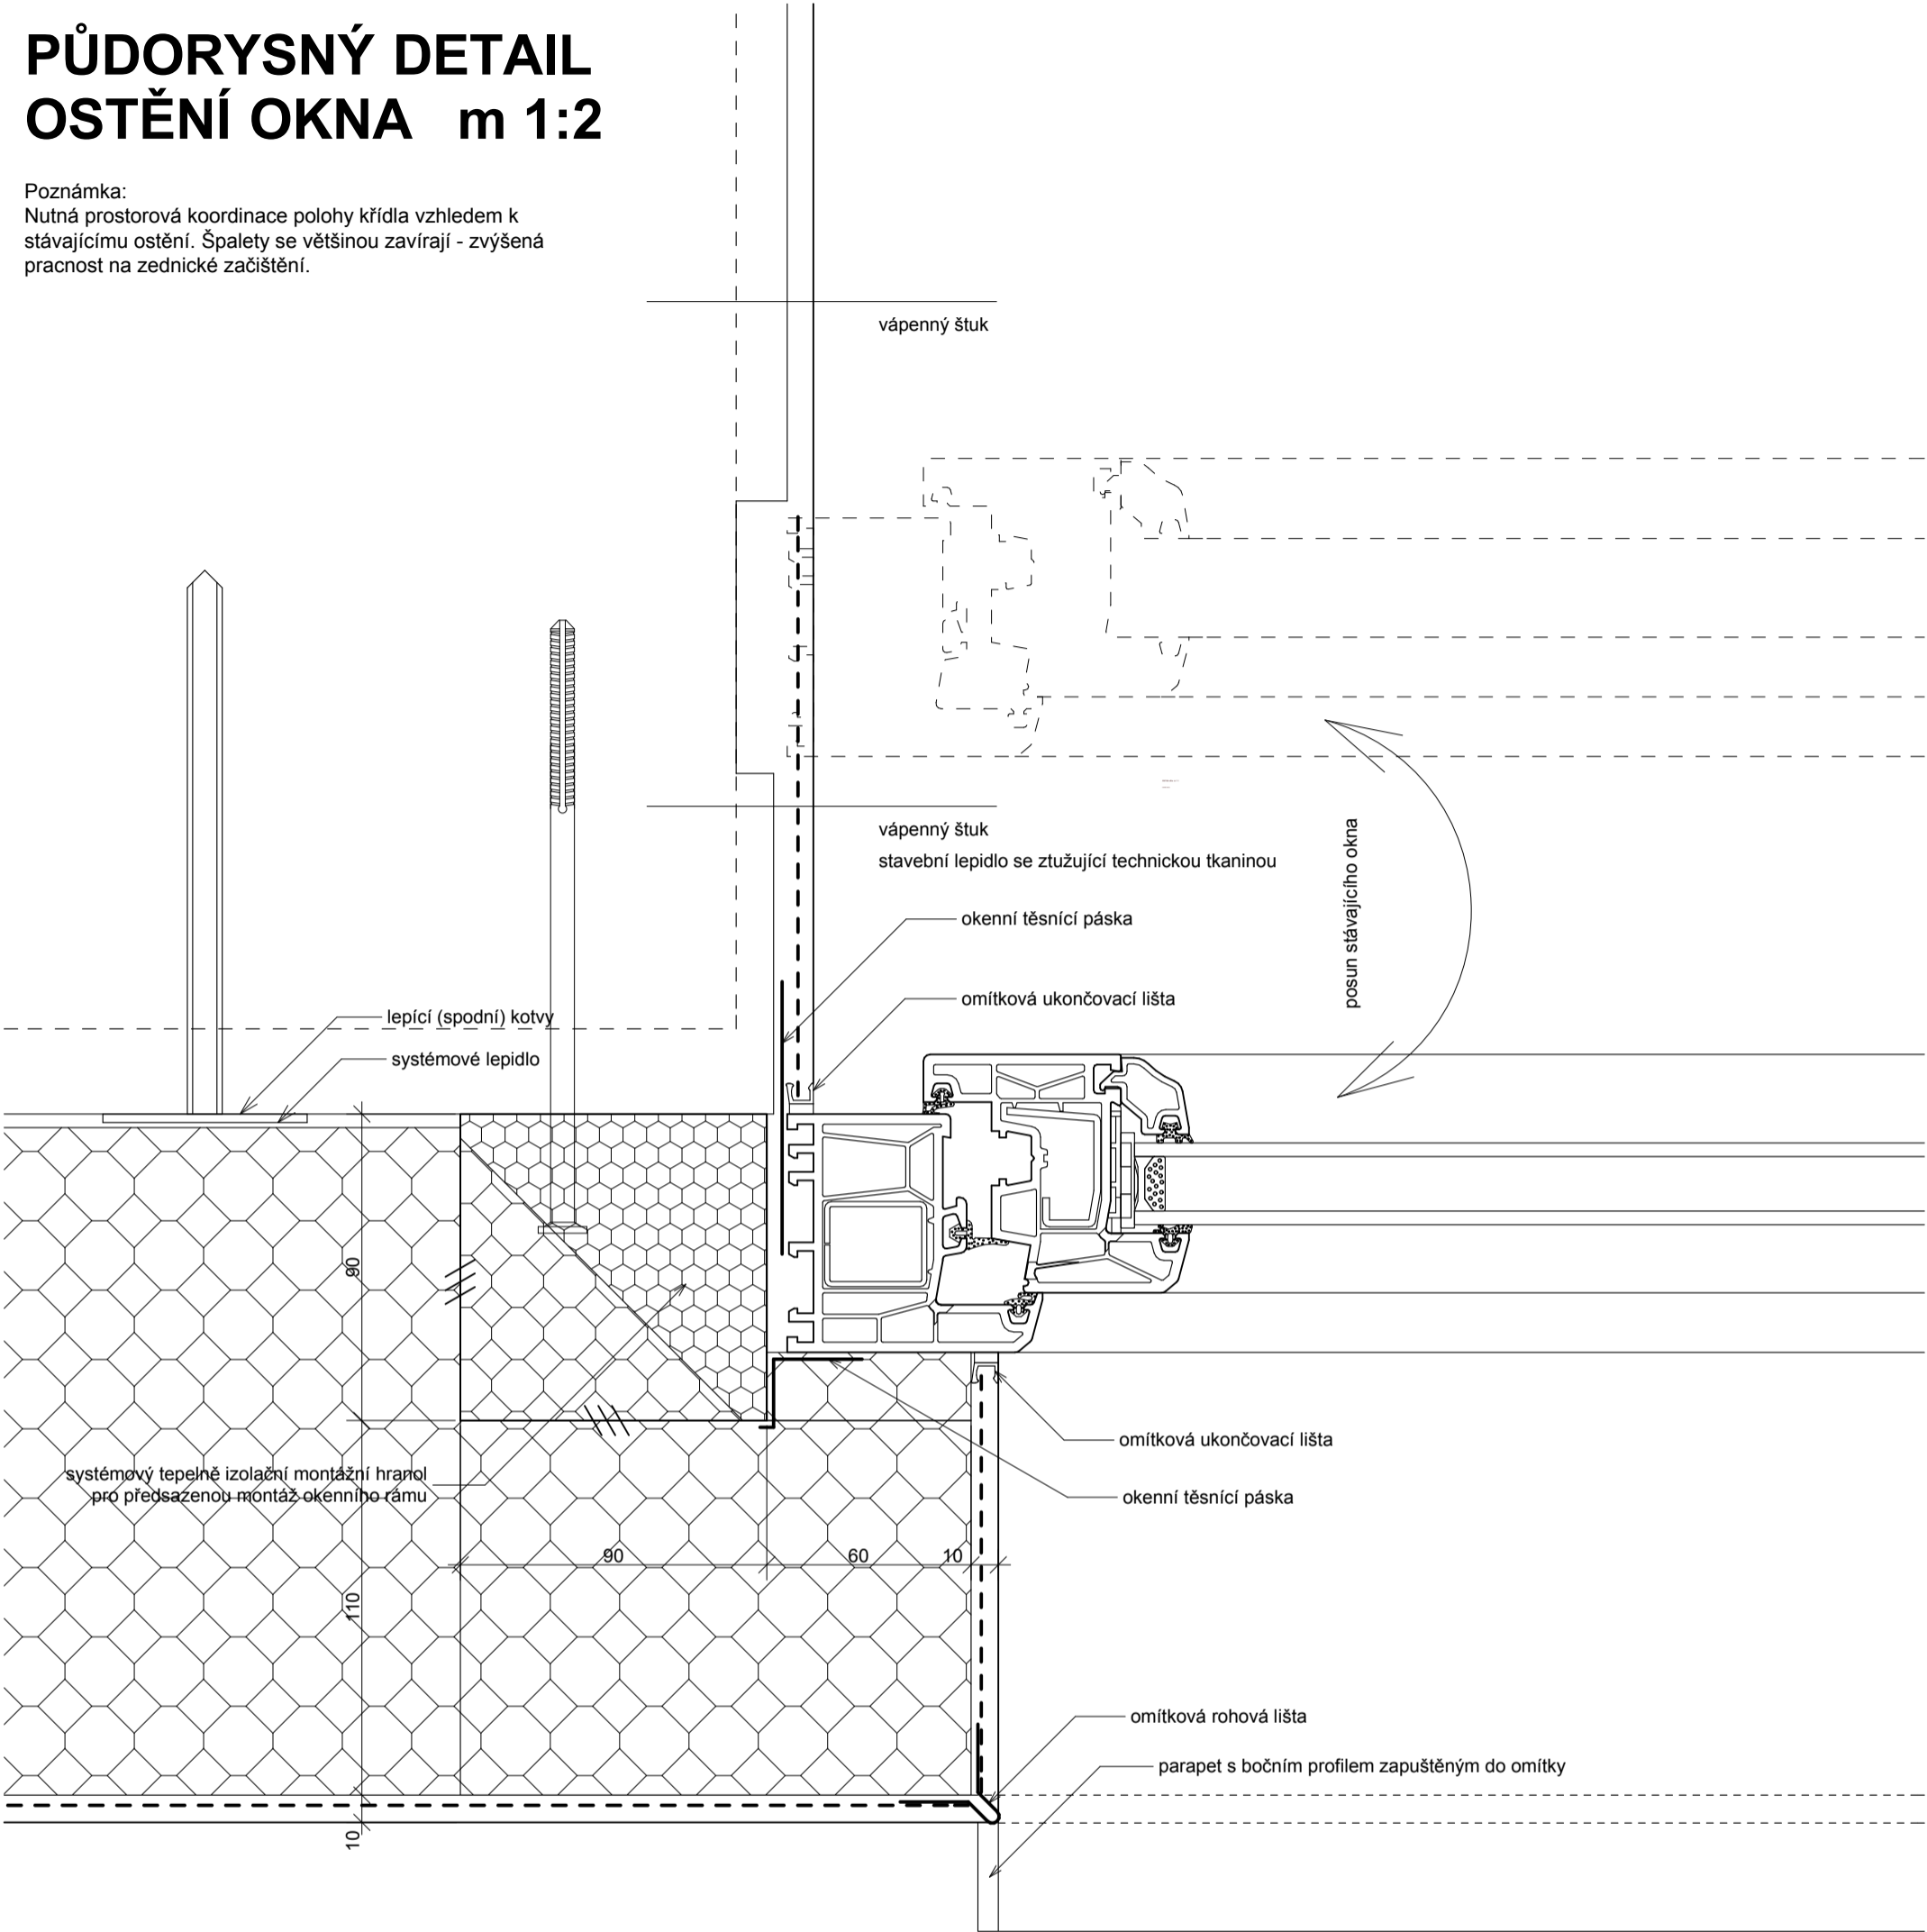 PŮDORYSNÝ DETAIL
OSTĚNÍ OKNA m 1:2
Poznámka:
Nutná prostorová koordinace polohy křídla vzhledem k
stávajícímu ostění. Špalety se většinou zavírají - zvýšená
pracnost na zednické začištění.
vápenný štuk
vápenný štuk
stavební lepidlo se ztužující technickou tkaninou
okenní těsnící páska
omítková ukončovací lišta
posun stávajícího okna
lepící (spodní) kotvy
systémové lepidlo
90
omítková ukončovací lišta
systémový tepelně izolační montážní hranol
pro předsazenou montáž okenního rámu
okenní těsnící páska
90
60
10
110
omítková rohová lišta
parapet s bočním profilem zapuštěným do omítky
10